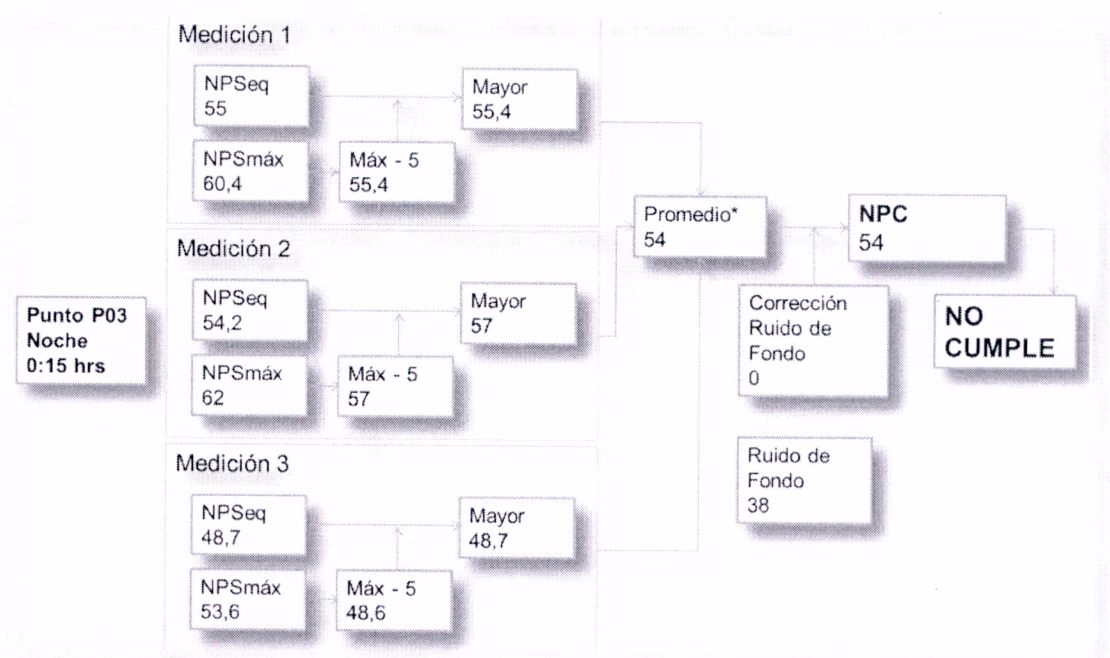 Medición 1
NPSeq
55
Mayor
55,4
NPSmáx
60,4
Máx - 5
55,4
Medición 2
NPSeq
54,2
Mayor
57
NPSmáx
62
Máx - 5
57
Medición 3
NPSeq
48,7
Mayor
48,7
NPSmáx
53,6
Máx - 5
48,6
Punto P03
Noche
0:15 hrs
Promedio*
54
NPC
54
Corrección
Ruido de
Fondo
0
NO
CUMPLE
Ruido de
Fondo
38